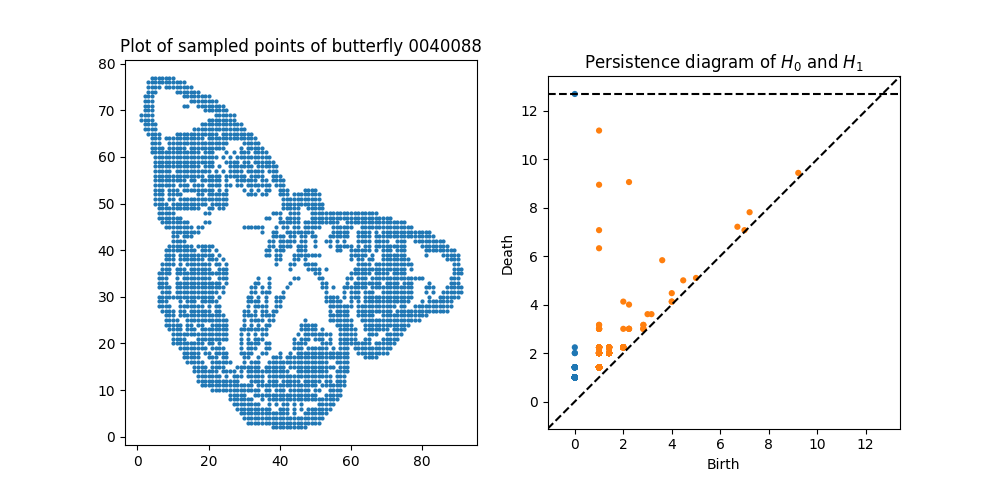 Plot of sampled points of butterfly 0040088
80
70
60
50
40
30
20
10
0
0 20 40 60 80
Persistence diagram of H₀ and H₁
12
10
8
6
4
2
0
Death
0 2 4 6 8 10 12
Birth